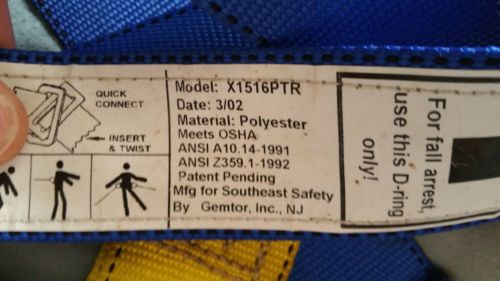 QUICK
CONNECT
INSERT
& TWIST
Model: X1516PTR
Date: 3/02
Material: Polyester
Meets OSHA
ANSI A10.14-1991
ANSI Z359.1-1992
Patent Pending
Mfg for Southeast Safety
By Gemtor, Inc., NJ
For fall arrest,
use this D-ring
only!